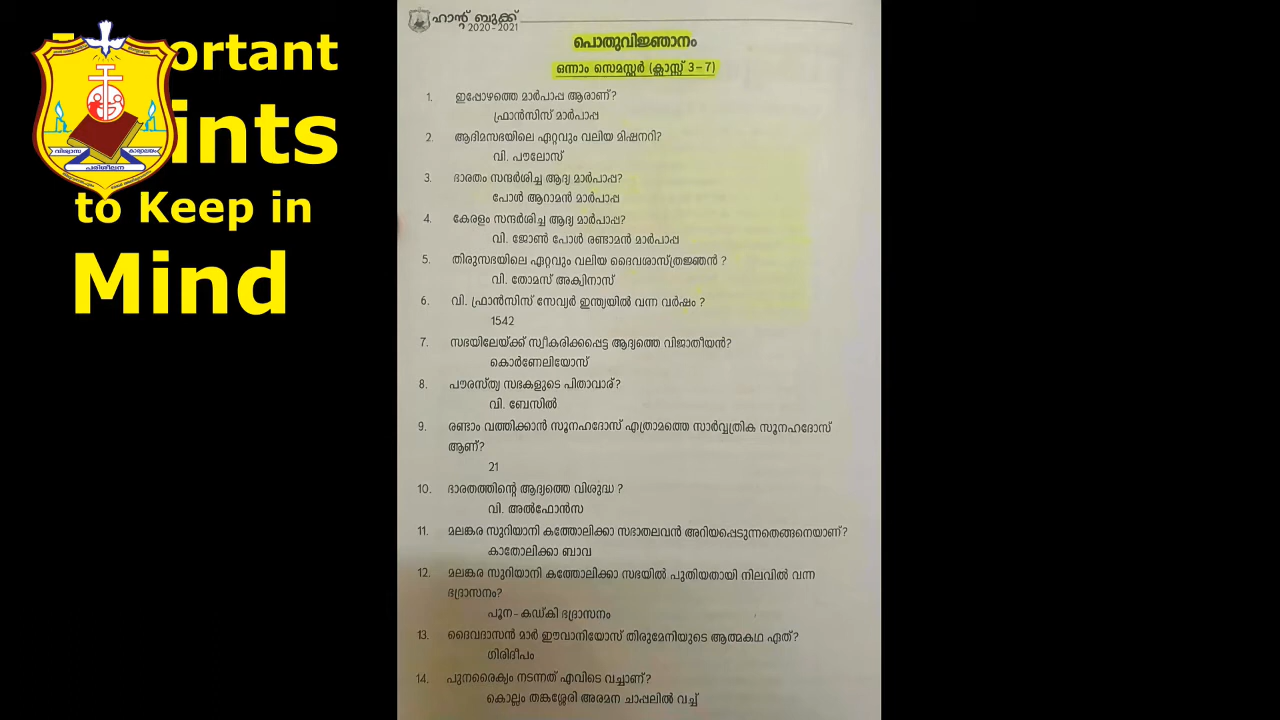 ortant
ints
to Keep in
Mind
വിശ്വാസ
കാര്യാലയം
പരിശീലന
ഹാന്റ് ബുക്ക്
2020-2021
പൊതുവിജ്ഞാനം
ഒന്നാം സെമസ്റ്റർ (ക്ലാസ്സ് 3-7)
1. ഇപ്പോഴത്തെ മാർപാപ്പ ആരാണ്?
ഫ്രാൻസിസ് മാർപാപ്പ
2. ആദിമസഭയിലെ ഏറ്റവും വലിയ മിഷനറി?
വി. പൗലോസ്
3. ഭാരതം സന്ദർശിച്ച ആദ്യ മാർപാപ്പ?
പോൾ ആറാമൻ മാർപാപ്പ
4. കേരളം സന്ദർശിച്ച ആദ്യ മാർപാപ്പ?
വി. ജോൺ പോൾ രണ്ടാമൻ മാർപാപ്പ
5. തിരുസഭയിലെ ഏറ്റവും വലിയ ദൈവശാസ്ത്രജ്ഞൻ ?
വി. തോമസ് അക്വിനാസ്
6. വി. ഫ്രാൻസിസ് സേവ്യർ ഇന്ത്യയിൽ വന്ന വർഷം ?
1542
7. സഭയിലേയ്ക്ക് സ്വീകരിക്കപ്പെട്ട ആദ്യത്തെ വിജാതീയൻ?
കൊർണേലിയോസ്
8. പൗരസ്ത്യ സഭകളുടെ പിതാവാര്?
വി. ബേസിൽ
9. രണ്ടാം വത്തിക്കാൻ സൂനഹദോസ് എത്രാമത്തെ സാർവ്വത്രിക സൂനഹദോസ്
ആണ്?
21
10. ഭാരതത്തിന്റെ ആദ്യത്തെ വിശുദ്ധ ?
വി. അൽഫോൻസ
11. മലങ്കര സുറിയാനി കത്തോലിക്കാ സഭാതലവൻ അറിയപ്പെടുന്നതെങ്ങനെയാണ്?
കാതോലിക്കാ ബാവ
12. മലങ്കര സുറിയാനി കത്തോലിക്കാ സഭയിൽ പുതിയതായി നിലവിൽ വന്ന
ഭദ്രാസനം?
പൂന-കഡ്കി ഭദ്രാസനം
13. ദൈവദാസൻ മാർ ഈവാനിയോസ് തിരുമേനിയുടെ ആത്മകഥ ഏത്?
ഗിരിദീപം
14. പുനരൈക്യം നടന്നത് എവിടെ വച്ചാണ്?
കൊല്ലം തങ്കശ്ശേരി അരമന ചാപ്പലിൽ വച്ച്